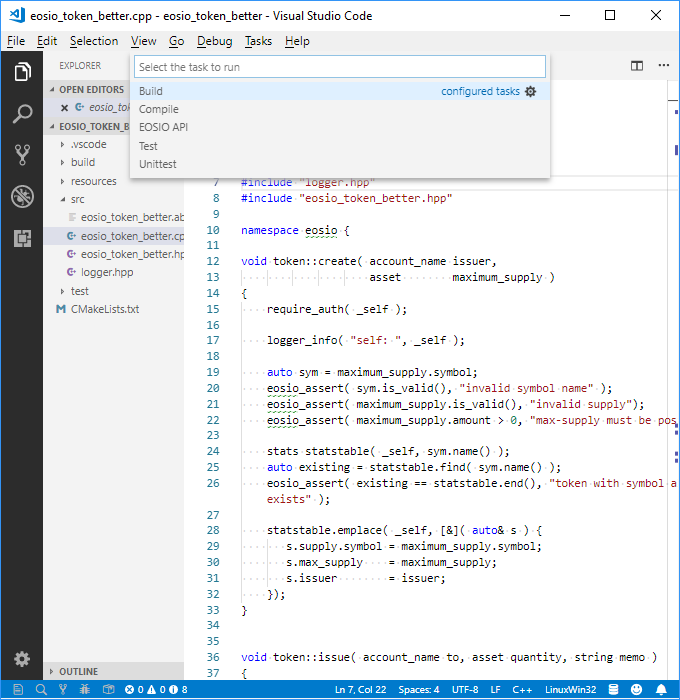 eosio_token_better.cpp - eosio_token_better - Visual Studio Code
File Edit Selection View Go Debug Tasks Help
EXPLORER
OPEN EDITORS
eosio_to
EOSIO_TOKEN_B
.vscode
build
resources
src
eosio_token_better.ab
eosio_token_better.cp
eosio_token_better.hp
logger.hpp
test
CMakeLists.txt
OUTLINE
Select the task to run
Build configured tasks
Compile
EOSIO API
Test
Unittest
7 #include "logger.hpp"
8 #include "eosio_token_better.hpp"
9
10 namespace eosio {
11
12 void token::create( account_name issuer,
13 asset maximum_supply )
14 {
15 require_auth( _self );
16
17 logger_info( "self: ", _self );
18
19 auto sym = maximum_supply.symbol;
20 eosio_assert( sym.is_valid(), "invalid symbol name" );
21 eosio_assert( maximum_supply.is_valid(), "invalid supply");
22 eosio_assert( maximum_supply.amount > 0, "max-supply must be pos
23
24 stats statstable( _self, sym.name() );
25 auto existing = statstable.find( sym.name() );
26 eosio_assert( existing == statstable.end(), "token with symbol a
exists" );
27
28 statstable.emplace( _self, [&]( auto& s ) {
29 s.supply.symbol = maximum_supply.symbol;
30 s.max_supply = maximum_supply;
31 s.issuer = issuer;
32 });
33 }
34
35
36 void token::issue( account_name to, asset quantity, string memo )
37 {
0 0 8 Ln 7, Col 22 Spaces: 4 UTF-8 LF C++ LinuxWin32